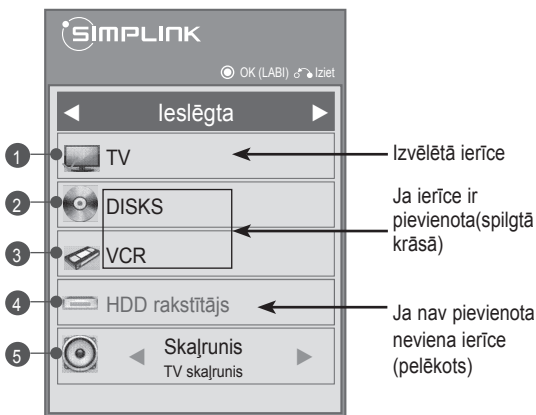 SIMPLINK
OK (LABI) Iziet
◀ Ieslēgta ▶
1 TV
2 DISKS
3 VCR
4 HDD rakstītājs
5 ◀ Skaļrunis ▶
TV skaļrunis
Izvēlētā ierīce
Ja ierīce ir
pievienota(spilgtā
krāsā)
Ja nav pievienota
neviena ierīce
(pelēkots)